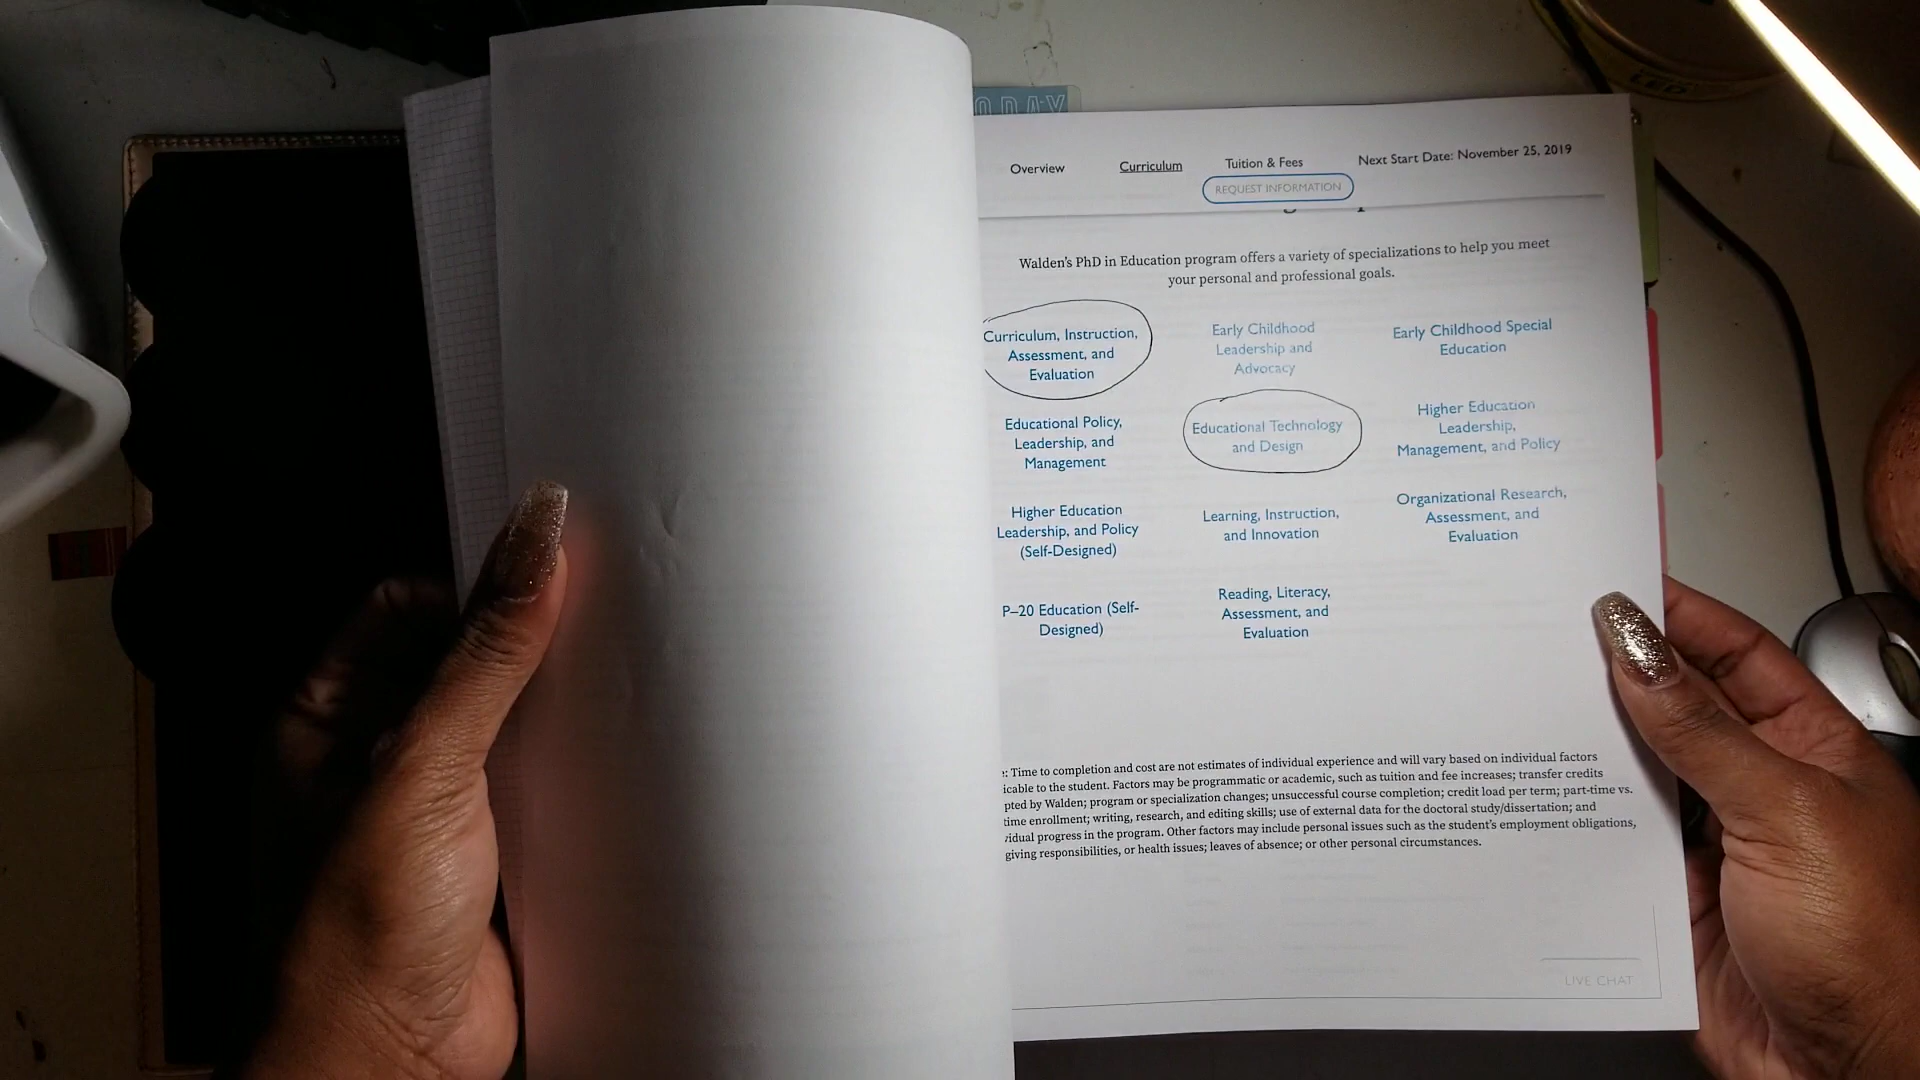 ODAY
Overview Curriculum Tuition & Fees Next Start Date: November 25, 2019
REQUEST INFORMATION
Walden's PhD in Education program offers a variety of specializations to help you meet
your personal and professional goals.
Curriculum, Instruction,
Assessment, and
Evaluation
Early Childhood
Leadership and
Advocacy
Early Childhood Special
Education
Educational Policy,
Leadership, and
Management
Educational Technology
and Design
Higher Education
Leadership,
Management, and Policy
Higher Education
Leadership, and Policy
(Self-Designed)
Learning, Instruction,
and Innovation
Organizational Research,
Assessment, and
Evaluation
P–20 Education (Self-
Designed)
Reading, Literacy,
Assessment, and
Evaluation
: Time to completion and cost are not estimates of individual experience and will vary based on individual factors
icable to the student. Factors may be programmatic or academic, such as tuition and fee increases; transfer credits
pted by Walden; program or specialization changes; unsuccessful course completion; credit load per term; part-time vs.
time enrollment; writing, research, and editing skills; use of external data for the doctoral study/dissertation; and
vidual progress in the program. Other factors may include personal issues such as the student's employment obligations,
giving responsibilities, or health issues; leaves of absence; or other personal circumstances.
LIVE CHAT